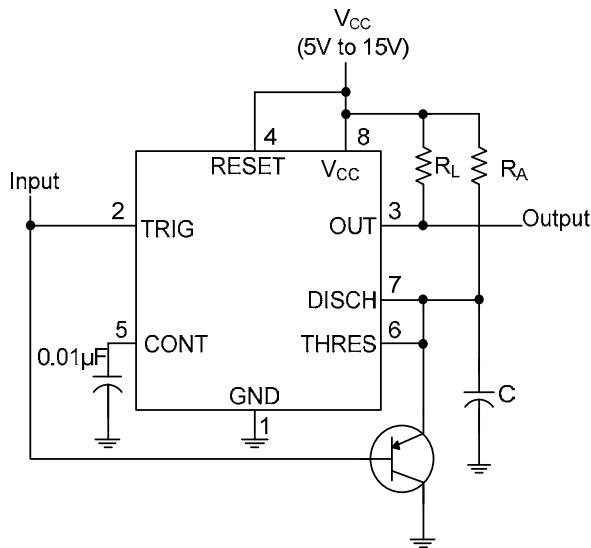 VCC
(5V to 15V)
4
8
RESET
VCC
RL
RA
Input
2
3
TRIG
OUT
Output
7
DISCH
5
6
0.01µF
CONT
THRES
GND
C
1